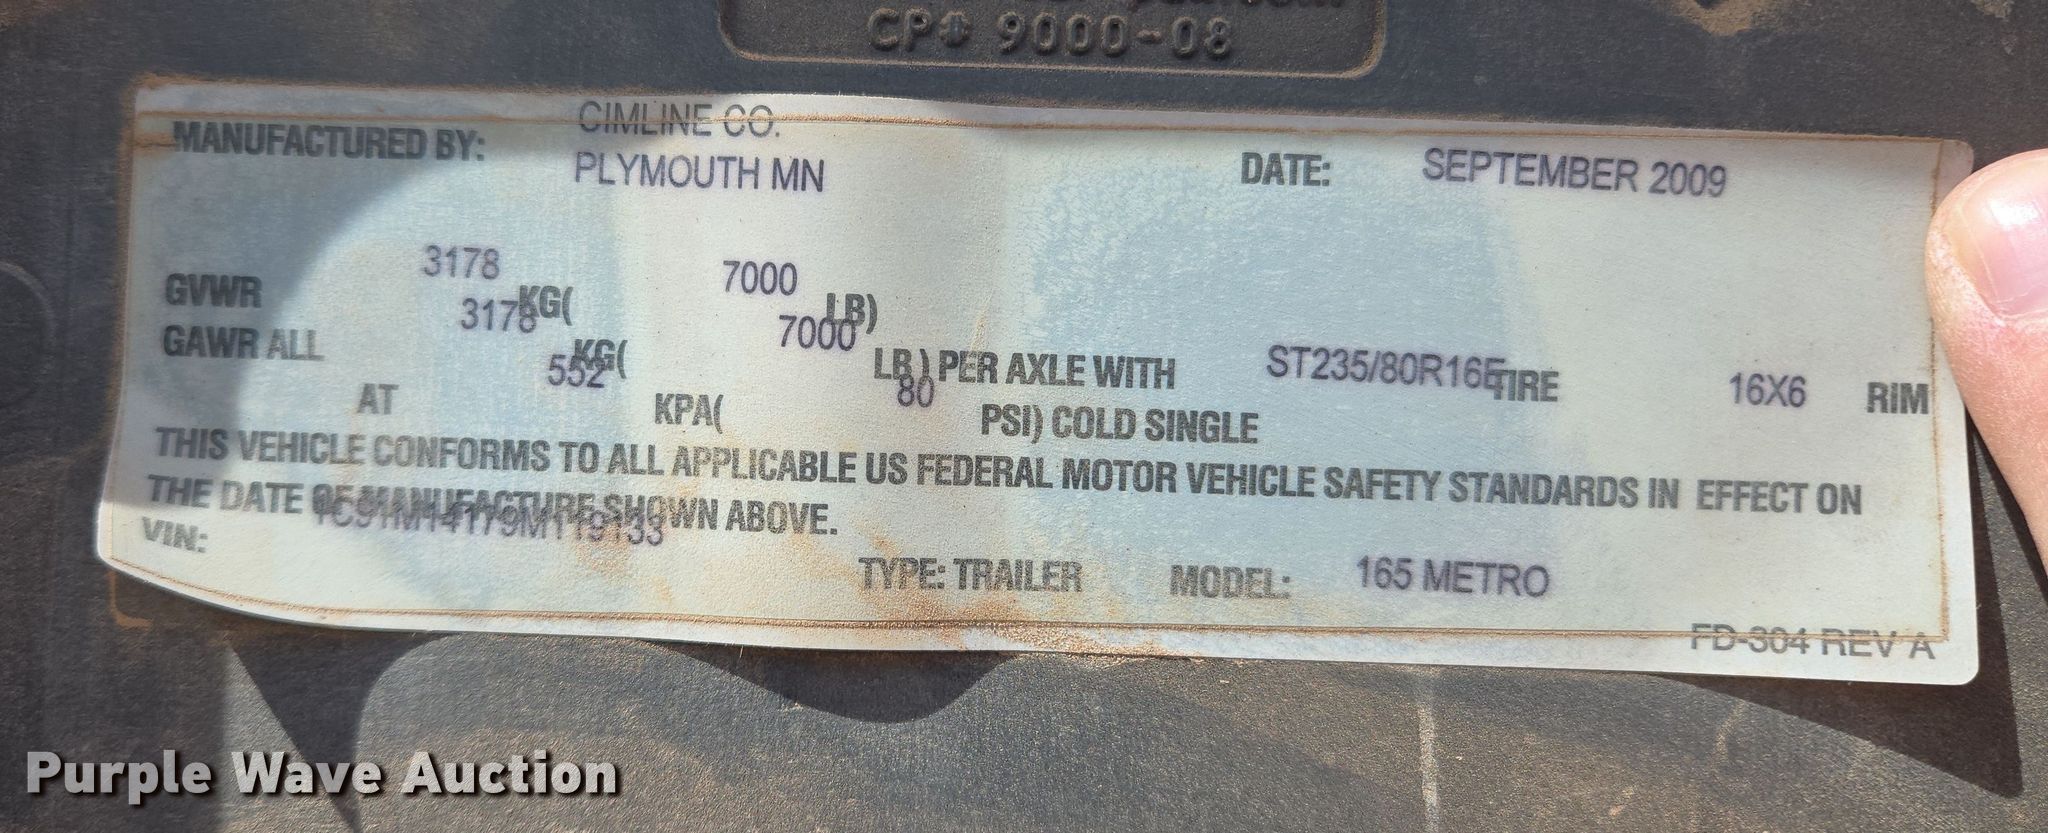 CP# 9000-08
CIMLINE CO.
MANUFACTURED BY:
PLYMOUTH MN
DATE: SEPTEMBER 2009
GVWR 3178 KG( 7000 LB)
GAWR ALL 3178 KG( 7000 LB) PER AXLE WITH ST235/80R16E TIRE 16X6 RIM
AT 552 KPA( 80 PSI) COLD SINGLE
THIS VEHICLE CONFORMS TO ALL APPLICABLE US FEDERAL MOTOR VEHICLE SAFETY STANDARDS IN EFFECT ON
THE DATE OF MANUFACTURE SHOWN ABOVE.
VIN: 1C91M14179M119133
TYPE: TRAILER MODEL: 165 METRO
FD-304 REV A
Purple Wave Auction